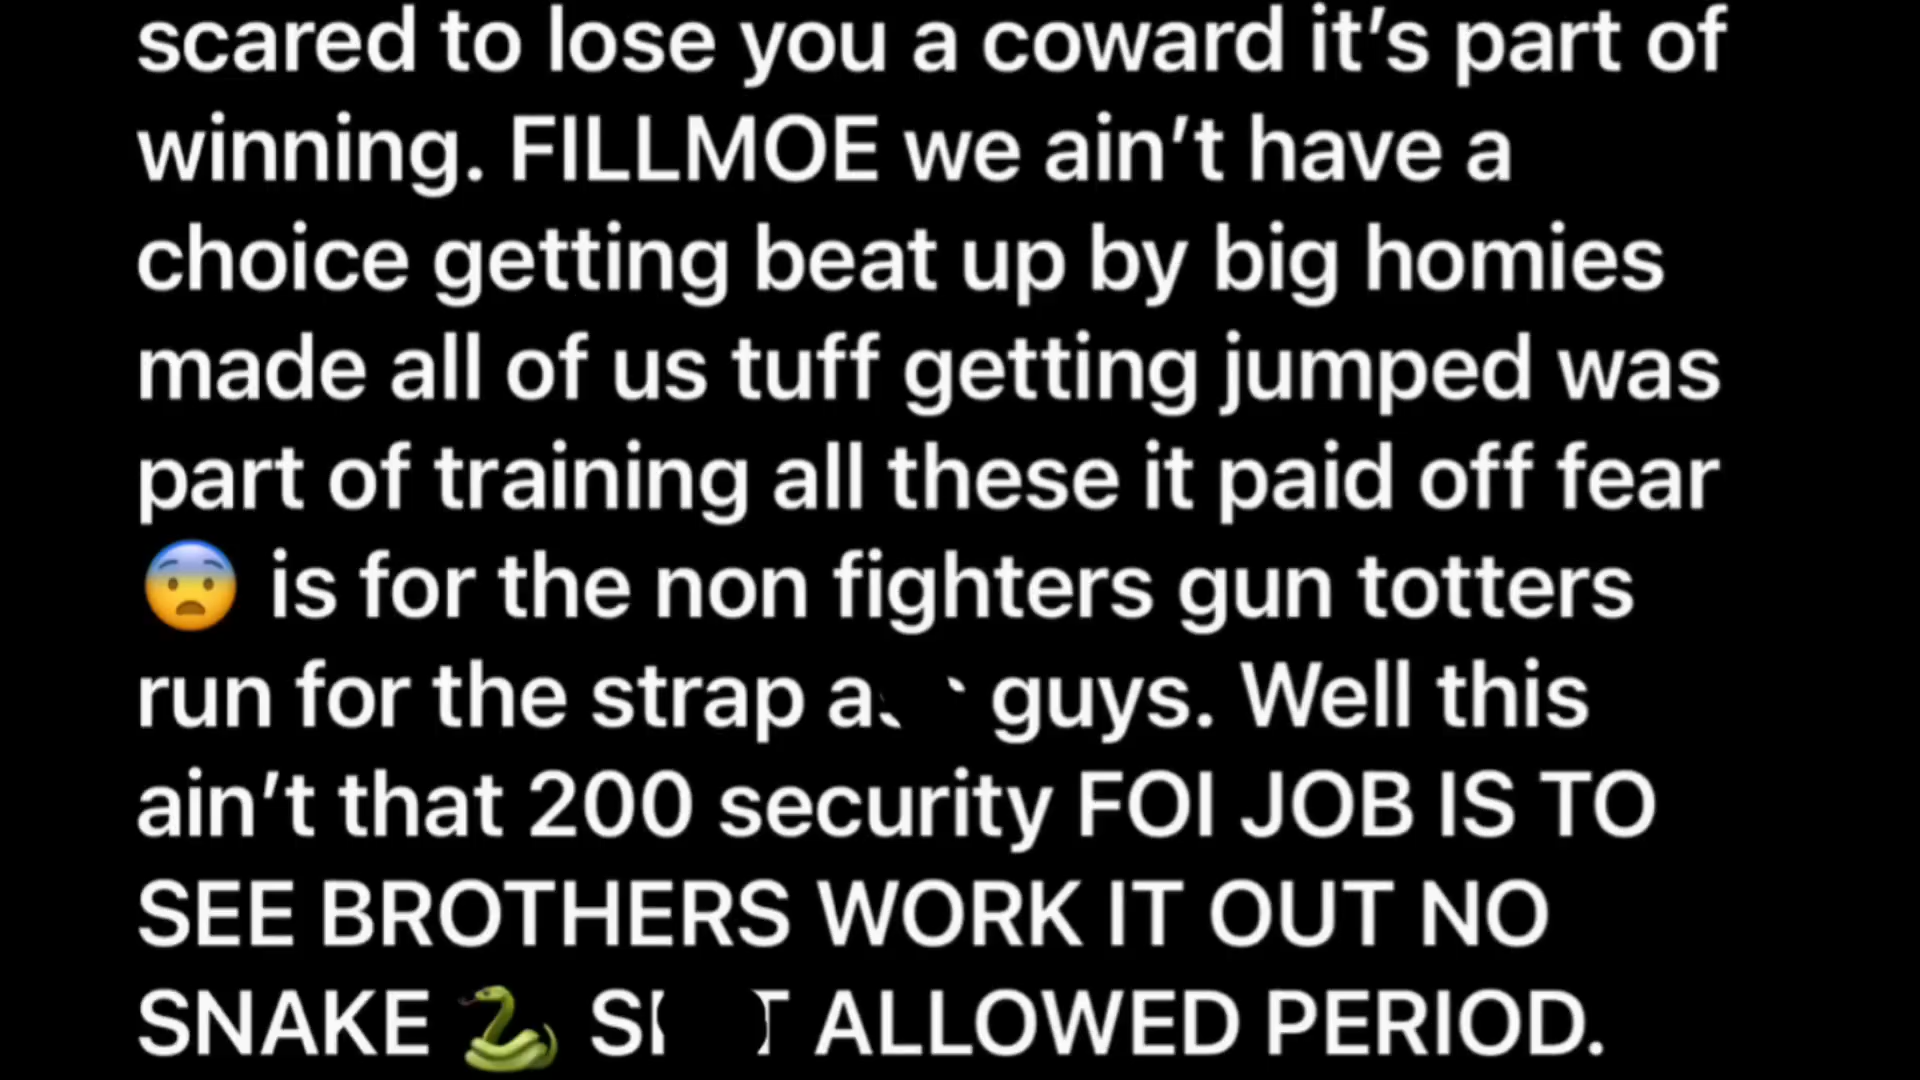 scared to lose you a coward it’s part of
winning. FILLMOE we ain’t have a
choice getting beat up by big homies
made all of us tuff getting jumped was
part of training all these it paid off fear
😨 is for the non fighters gun totters
run for the strap guys. Well this
ain’t that 200 security FOI JOB IS TO
SEE BROTHERS WORK IT OUT NO
SNAKE 🐍 ALLOWED PERIOD.